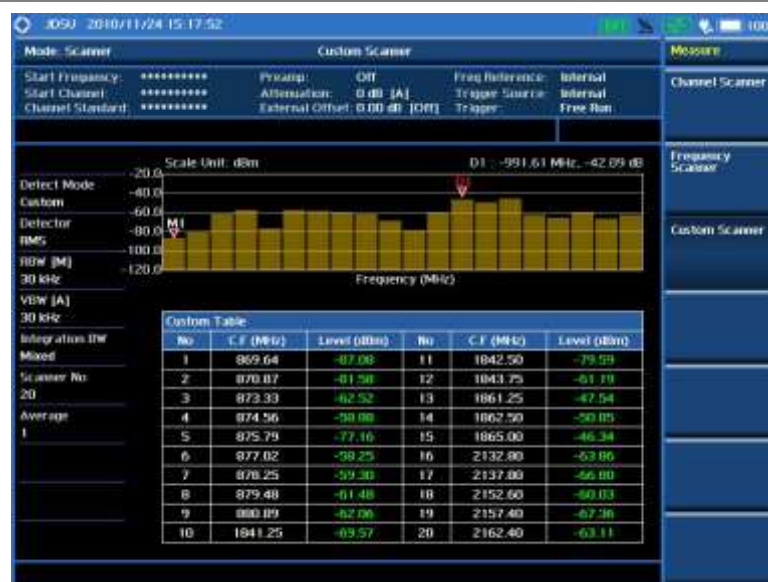 JDSU 2010/11/24 15:17:52
100
Mode: Scanner
Custom Scanner
Measure
Start Frequency: **********
Preamp: Off
Freq Reference: Internal
Start Channel: **********
Attenuation: 0 dB [A]
Trigger Source: Internal
Channel Standard: **********
External Offset: 0.00 dB [Off]
Trigger: Free Run
Channel Scanner
Frequency
Scanner
Custom Scanner
Scale Unit: dBm
D1 : -991.61 MHz, -42.09 dB
Detect Mode
Custom
Detector
RMS
RBW [M]
30 kHz
VBW [A]
30 kHz
Integration BW
Mixed
Scanner No
20
Average
1
-20.0
-40.0
-60.0
-80.0
-100.0
-120.0
M1
D1
Frequency (MHz)
Custom Table
No C.F (MHz) Level (dBm) No C.F (MHz) Level (dBm)
1 869.64 -87.08 11 1842.50 -79.59
2 870.87 -81.58 12 1843.75 -61.19
3 873.33 -62.52 13 1861.25 -47.54
4 874.56 14 1862.50 -50.05
5 875.79 -77.16 15 1865.00 -46.34
6 877.02 -58.25 16 2132.80 -63.86
7 878.25 -59.30 17 2137.80 -66.80
8 879.48 -61.48 18 2152.60 -60.03
9 880.89 -62.06 19 2157.40 -67.36
10 1841.25 -69.57 20 2162.40 -63.11